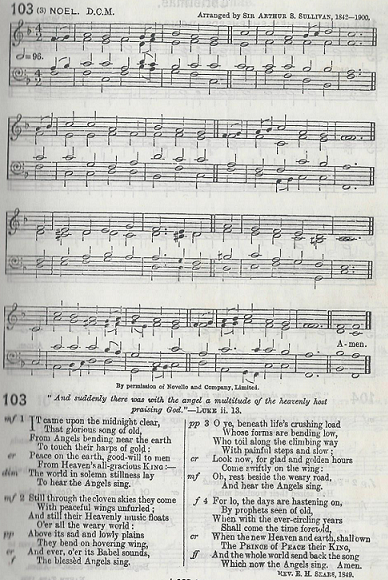 103 (3) NOEL. D.C.M.
Arranged by SIR ARTHUR S. SULLIVAN, 1842–1900.
=96.
A-men.
By permission of Novello and Company, Limited.
103
"And suddenly there was with the angel a multitude of the heavenly host
praising God."—LUKE ii. 13.
mf 1 IT came upon the midnight clear,
That glorious song of old,
From Angels bending near the earth
To touch their harps of gold;
cr Peace on the earth, good-will to men
From Heaven's all-gracious KING:—
dim The world in solemn stillness lay
To hear the Angels sing.
mf 2 Still through the cloven skies they come
With peaceful wings unfurled;
And still their Heavenly music floats
O'er all the weary world:
pp Above its sad and lowly plains
They bend on hovering wing,
cr And ever, o'er its Babel sounds,
The blessèd Angels sing.
pp 3 O ye, beneath life's crushing load
Whose forms are bending low,
Who toil along the climbing way
With painful steps and slow;
cr Look now, for glad and golden hours
Come swiftly on the wing:
mf Oh, rest beside the weary road,
And hear the Angels sing.
f 4 For lo, the days are hastening on,
By prophets seen of old,
When with the ever-circling years
Shall come the time foretold,
cr When the new Heaven and earth, shall own
The PRINCE OF PEACE their KING,
ff And the whole world send back the song
Which now the Angels sing. Amen.
REV. E. H. SEARS, 1849.